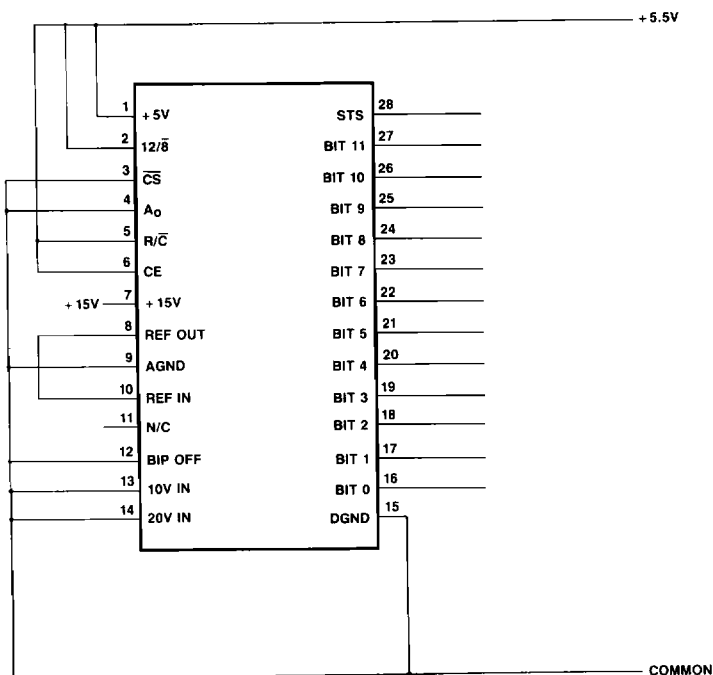 + 5.5V
1 + 5V
2 12/8̅
3 C̅S̅
4 Ao
5 R/C̅
6 CE
+ 15V 7 + 15V
8 REF OUT
9 AGND
10 REF IN
11 N/C
12 BIP OFF
13 10V IN
14 20V IN
STS 28
BIT 11 27
BIT 10 26
BIT 9 25
BIT 8 24
BIT 7 23
BIT 6 22
BIT 5 21
BIT 4 20
BIT 3 19
BIT 2 18
BIT 1 17
BIT 0 16
DGND 15
COMMON